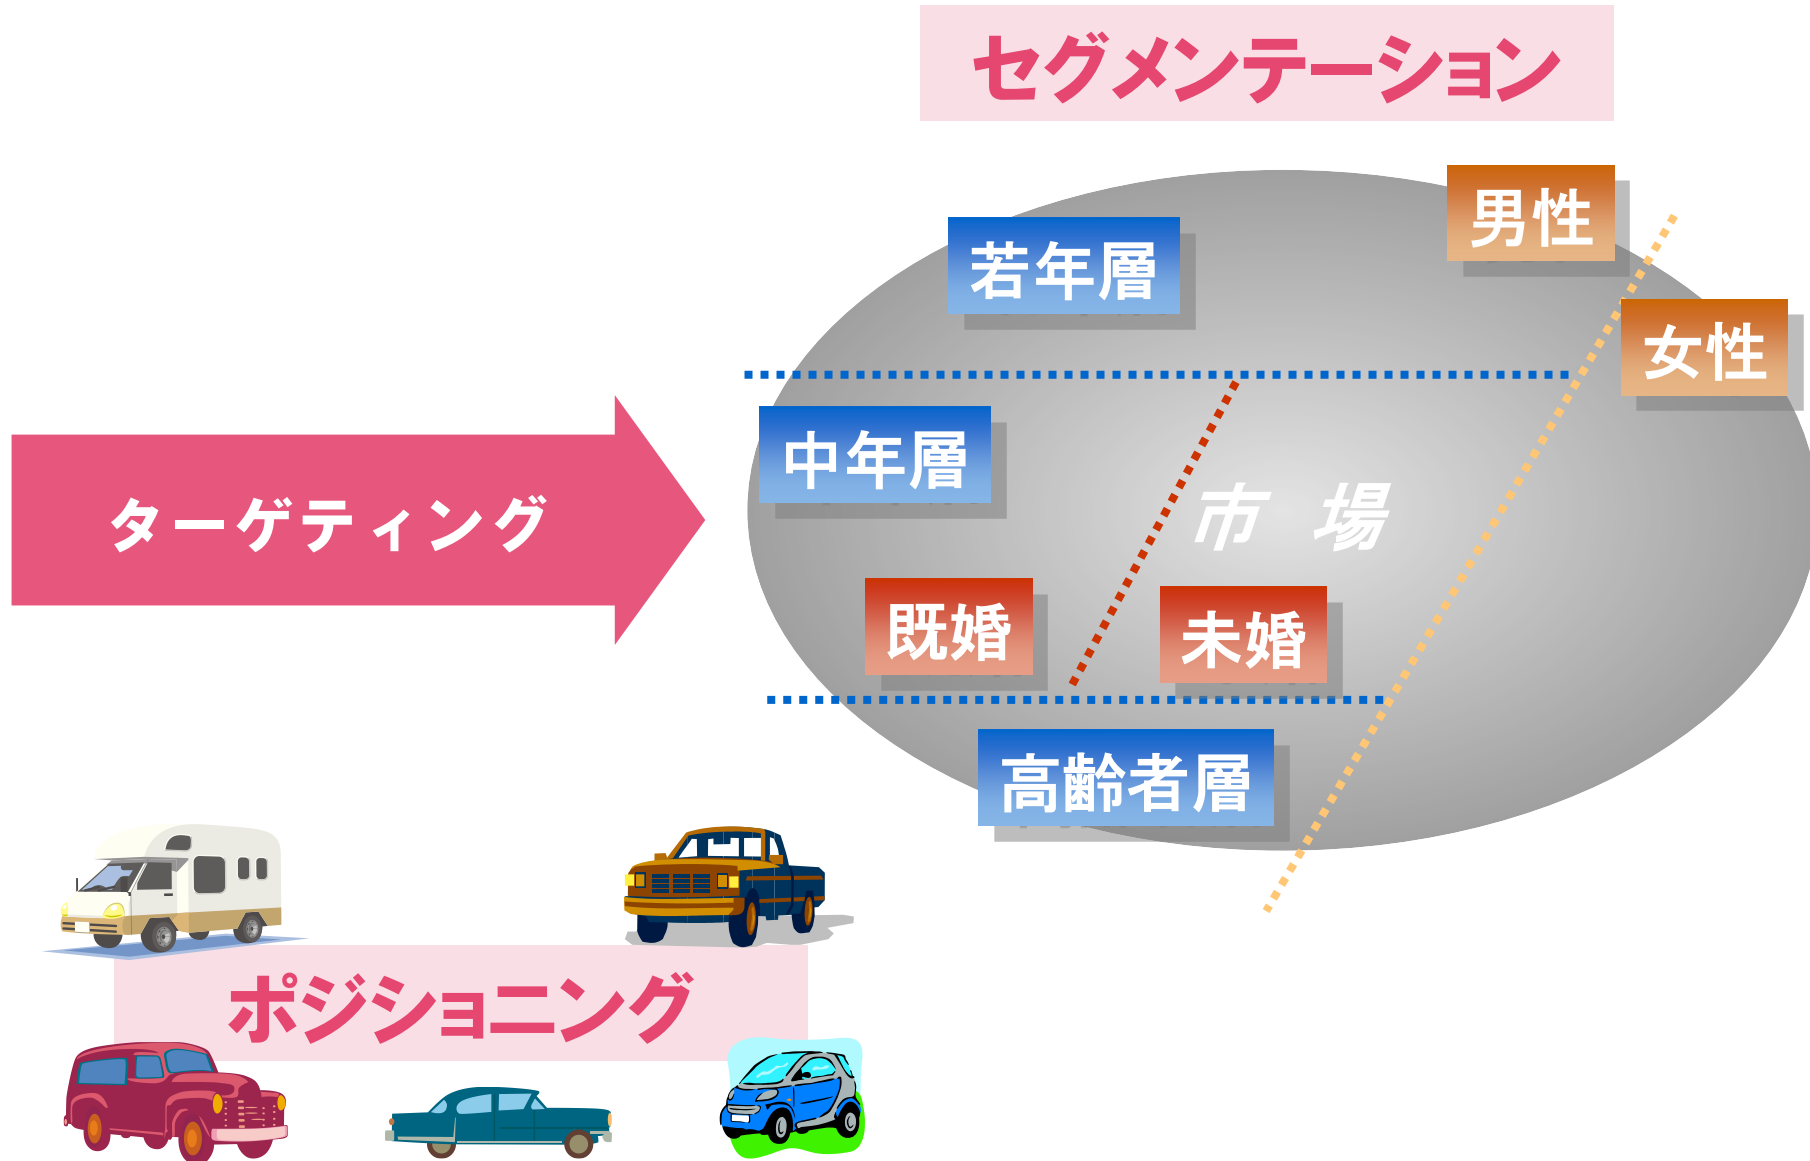 セグメンテーション
男性
若年層
女性
中年層
ターゲティング
市 場
既婚
未婚
高齢者層
ポジショニング